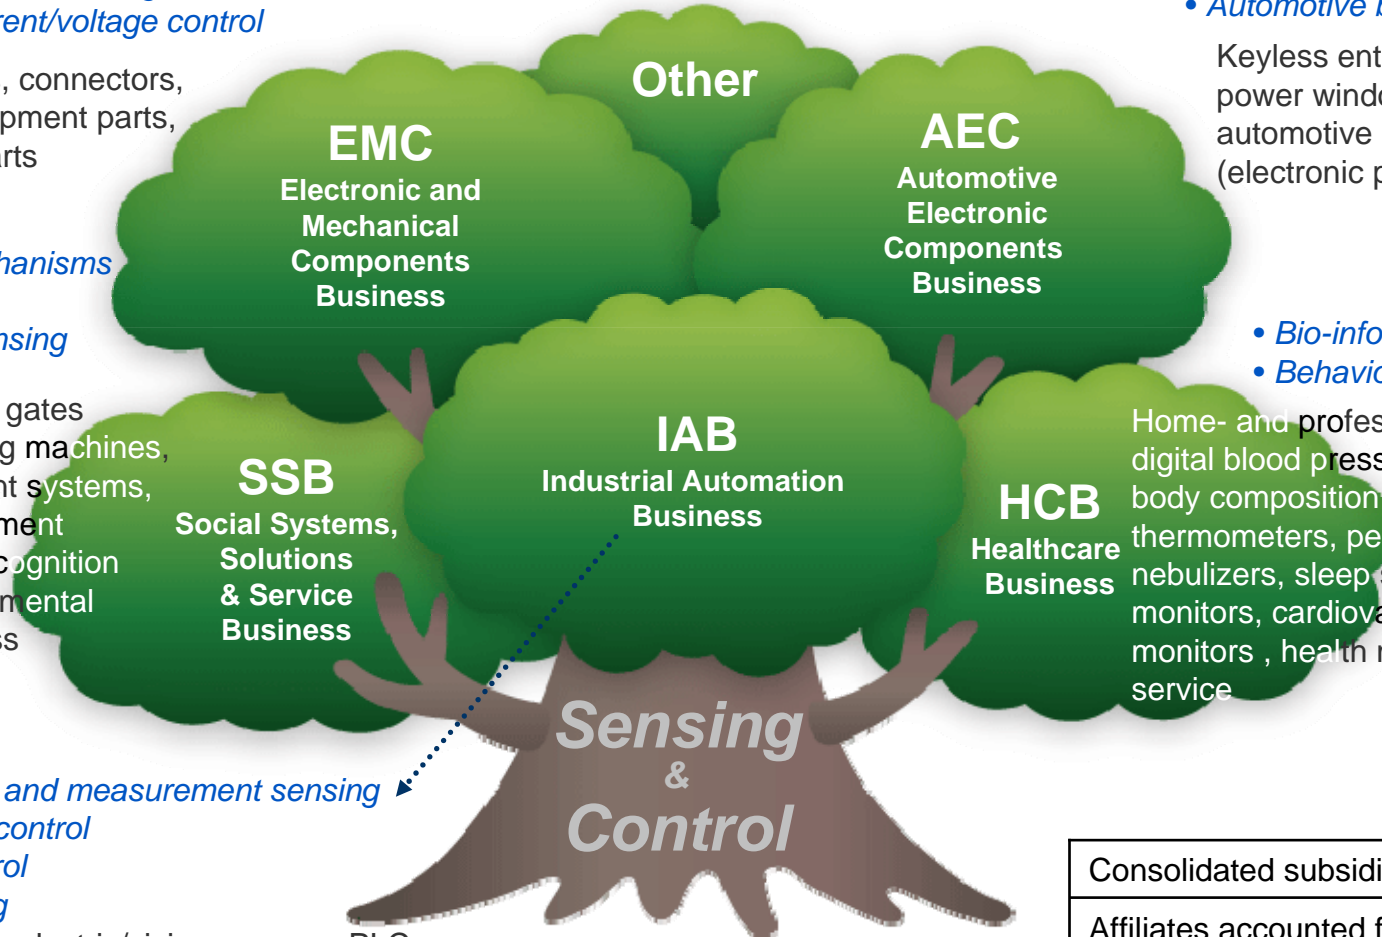 rent/voltage control
• Automotive b
, connectors,
pment parts,
arts
Keyless ent
power windo
automotive
(electronic p
Other
EMC
Electronic and
Mechanical
Components
Business
AEC
Automotive
Electronic
Components
Business
hanisms
nsing
• Bio-info
• Behavio
gates
g machines,
nt systems,
ment
cognition
mental
ss
SSB
Social Systems,
Solutions
& Service
Business
IAB
Industrial Automation
Business
HCB
Healthcare
Business
Home- and profes
digital blood press
body composition
thermometers, pe
nebulizers, sleep s
monitors, cardiova
monitors , health r
service
Sensing
&
Control
and measurement sensing
control
rol
g
Consolidated subsidi
Affiliates accounted f